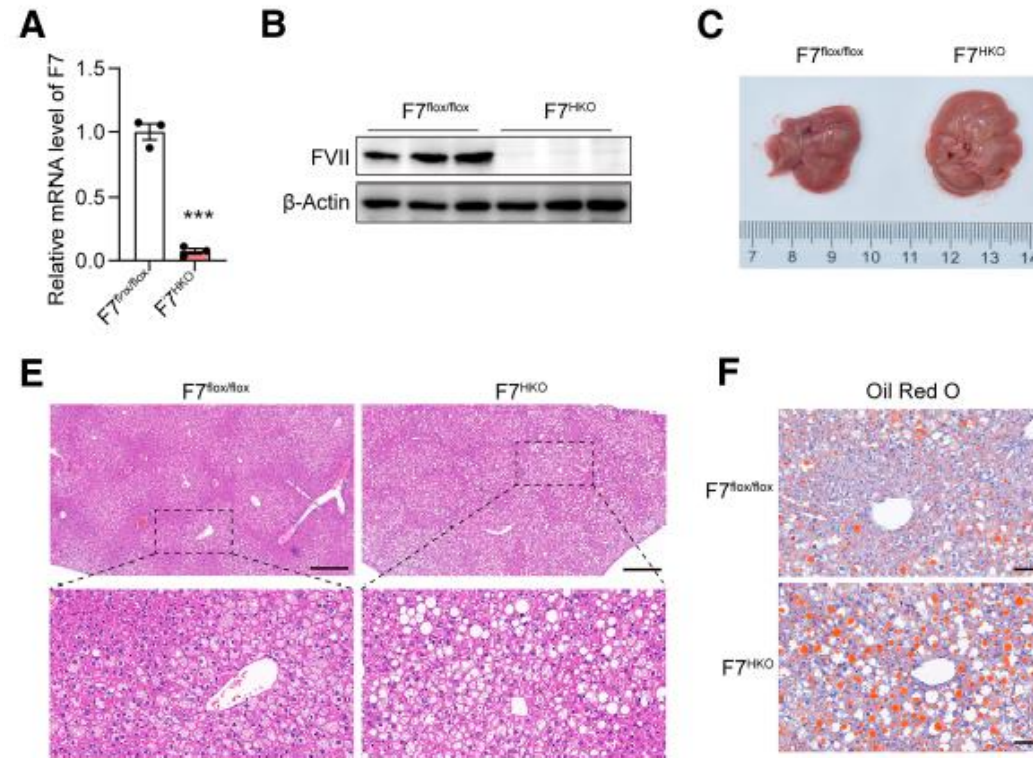 A
Relative mRNA level of F7
1.5
1.0
0.5
0.0
***
F7flox/flox
F7HKO
B
F7flox/flox F7HKO
FVII
β-Actin
C
F7flox/flox F7HKO
7 8 9 10 11 12 13 14
E
F7flox/flox F7HKO
F
Oil Red O
F7flox/flox
F7HKO